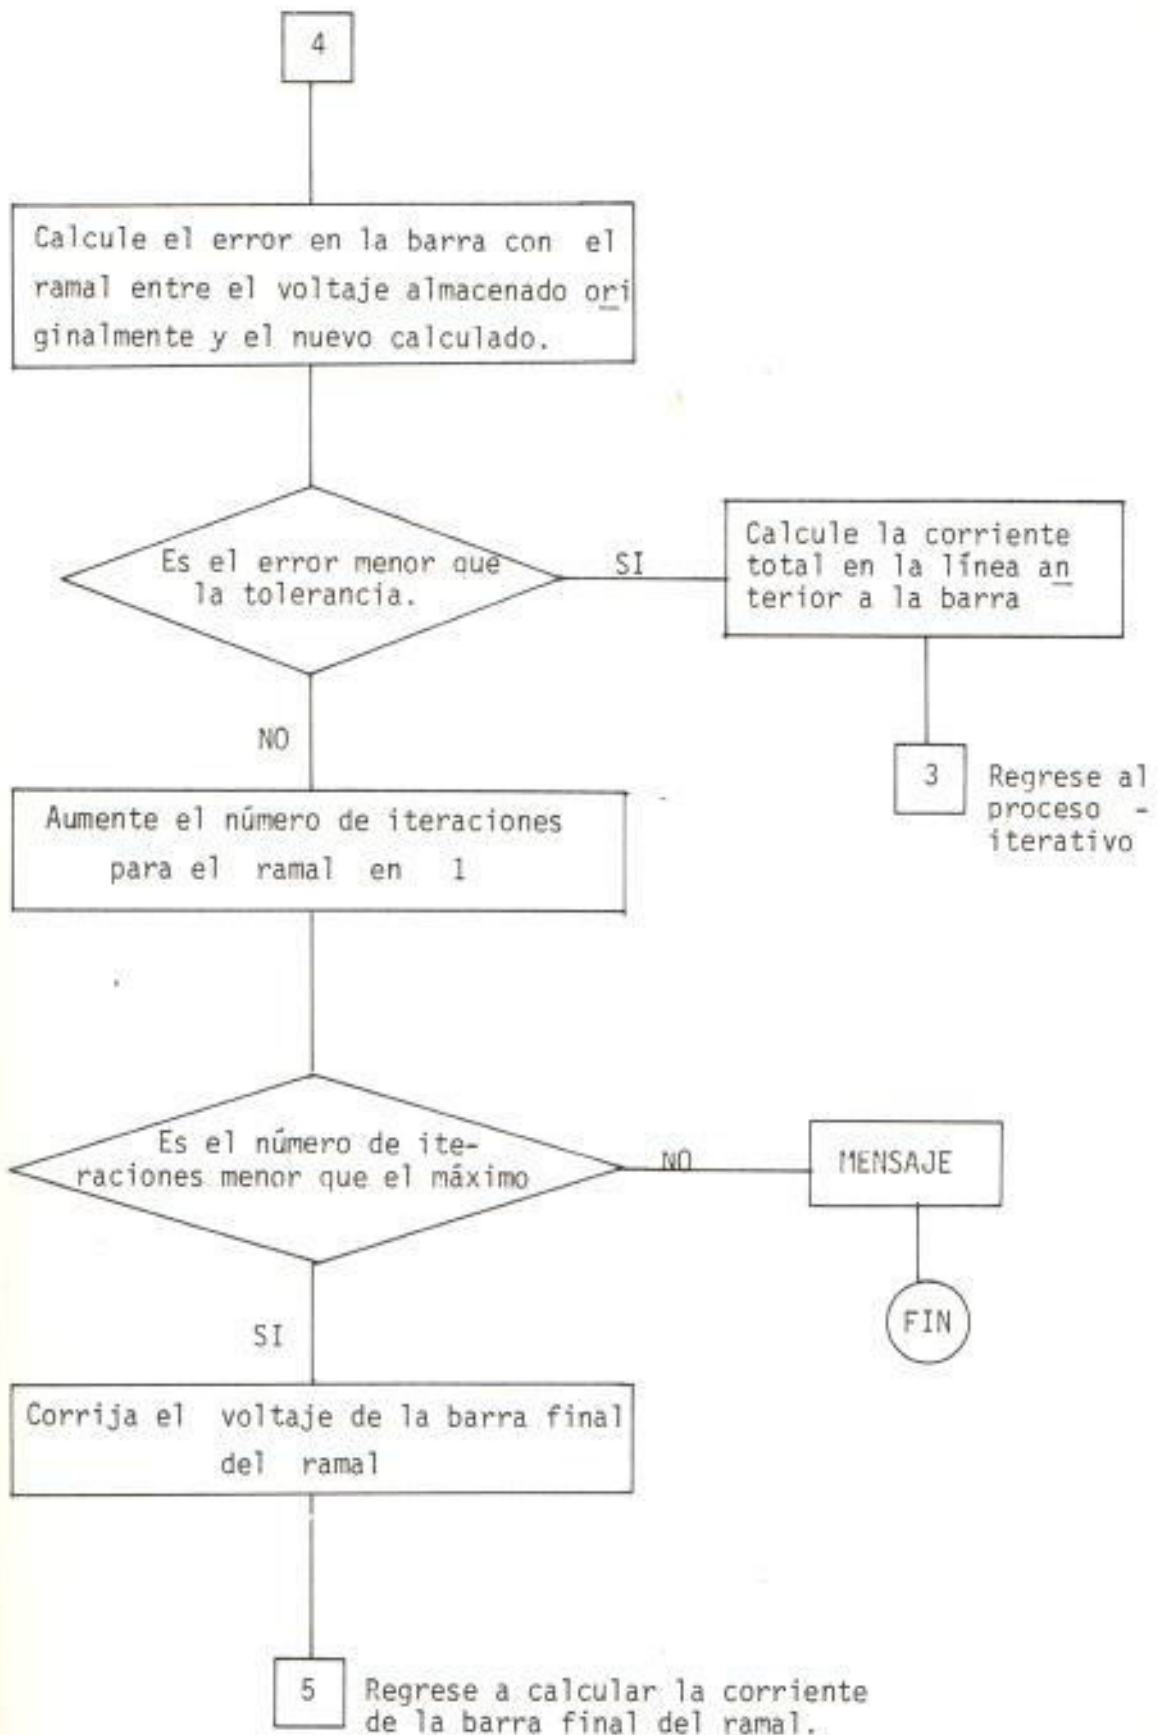 4
Calcule el error en la barra con el
ramal entre el voltaje almacenado ori
ginalmente y el nuevo calculado.
Es el error menor que
la tolerancia.
SI
Calcule la corriente
total en la línea an
terior a la barra
NO
3
Regrese al
proceso -
iterativo
Aumente el número de iteraciones
para el ramal en 1
Es el número de ite-
raciones menor que el máximo
NO
MENSAJE
FIN
SI
Corrija el voltaje de la barra final
del ramal
5
Regrese a calcular la corriente
de la barra final del ramal.